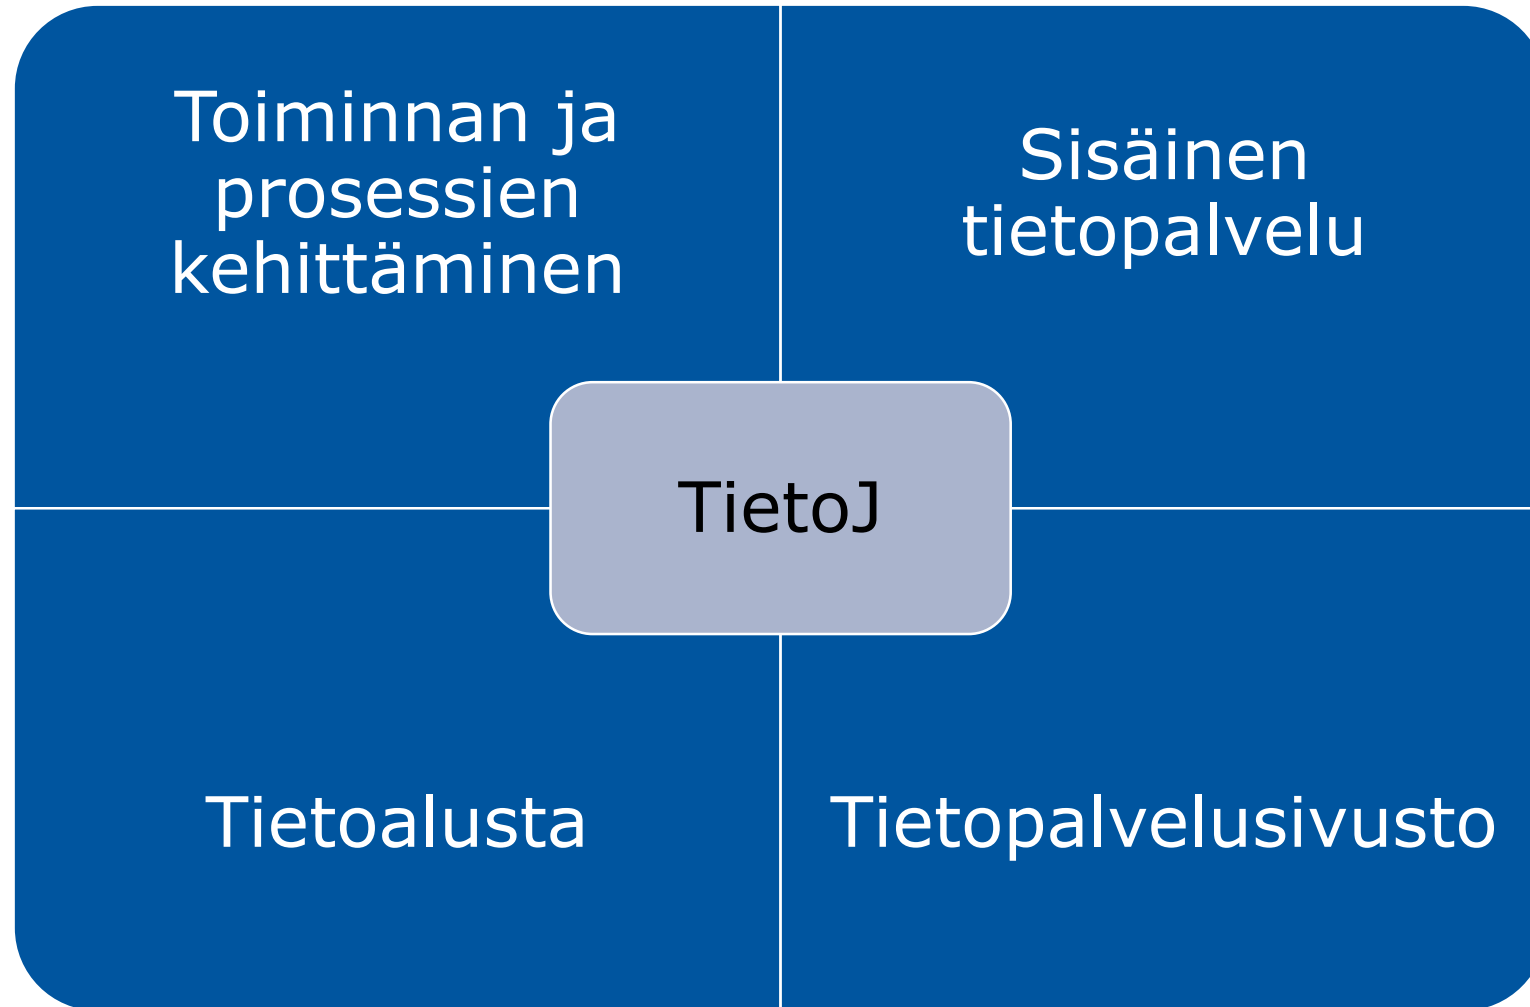 Toiminnan ja
prosessien
kehittäminen
Sisäinen
tietopalvelu
TietoJ
Tietoalusta
Tietopalvelusivusto